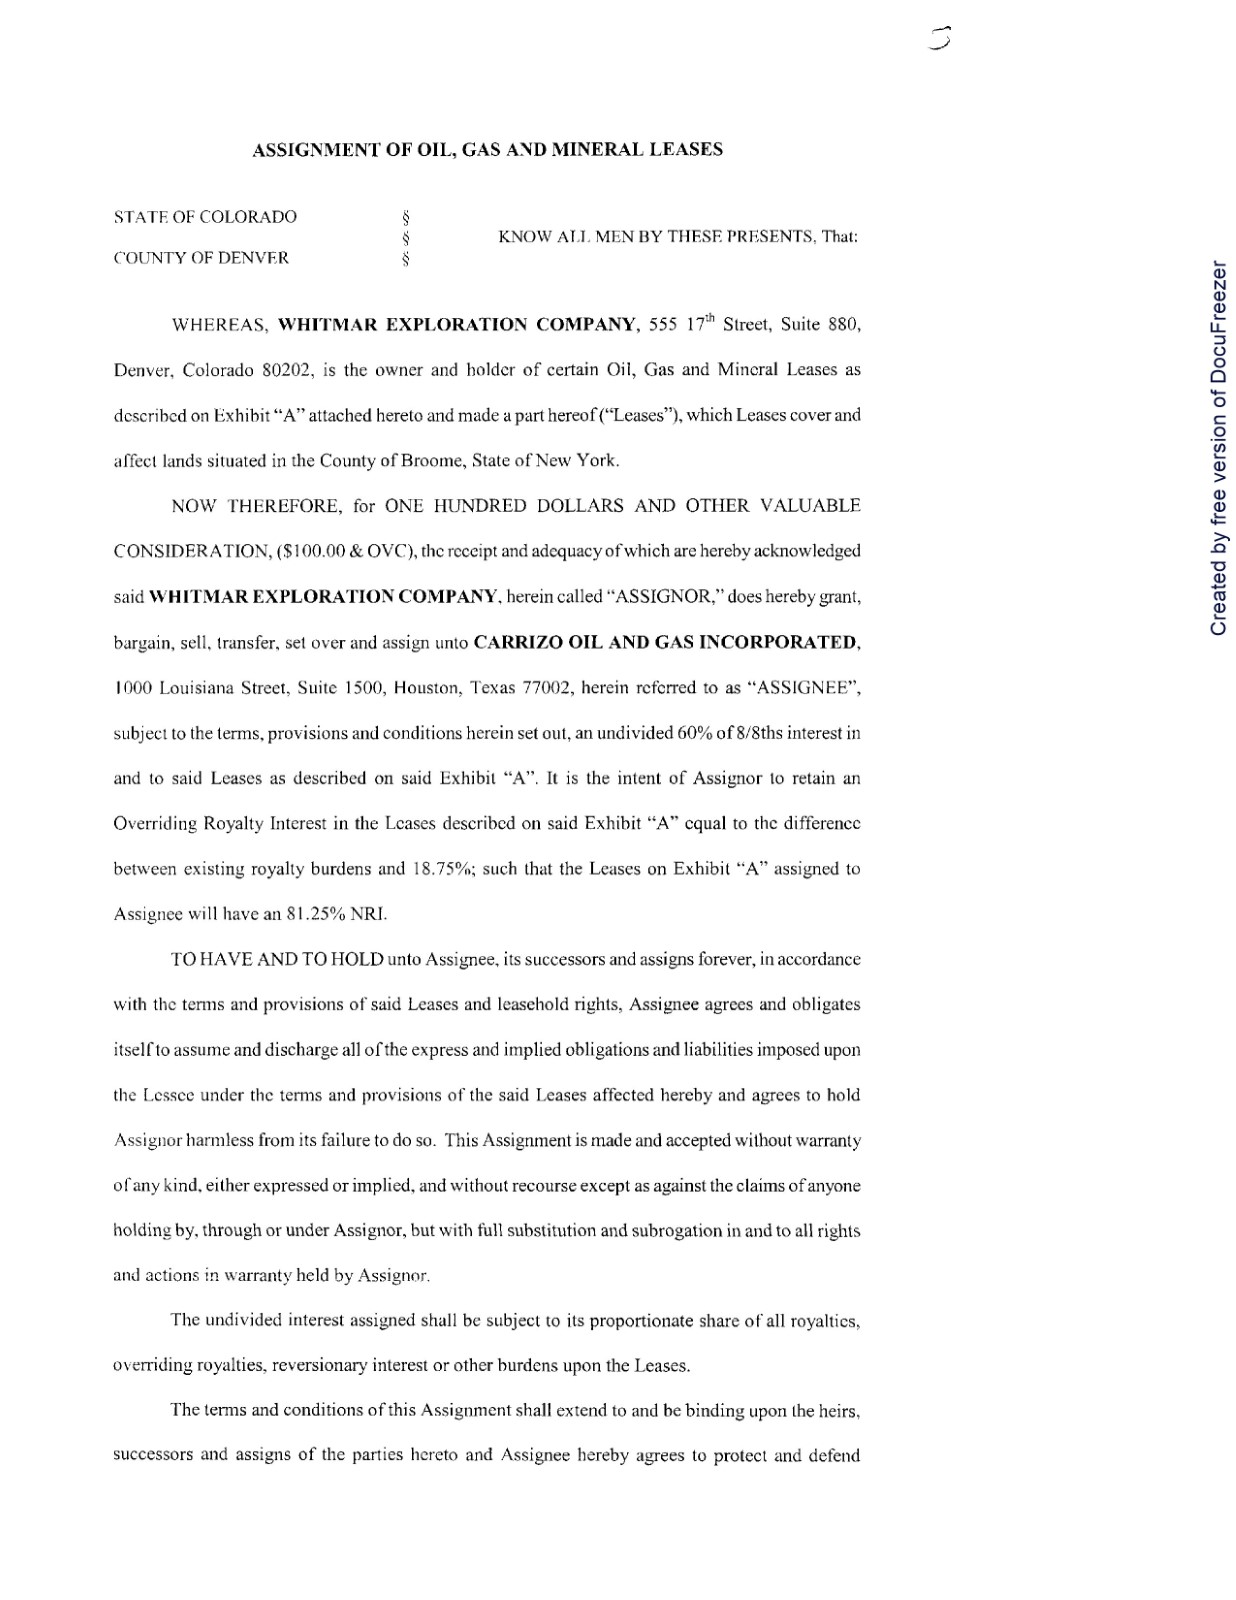 ASSIGNMENT OF OIL, GAS AND MINERAL LEASES
STATE OF COLORADO §
§ KNOW ALL MEN BY THESE PRESENTS, That:
COUNTY OF DENVER §
WHEREAS, WHITMAR EXPLORATION COMPANY, 555 17th Street, Suite 880,
Denver, Colorado 80202, is the owner and holder of certain Oil, Gas and Mineral Leases as
described on Exhibit “A” attached hereto and made a part hereof (“Leases”), which Leases cover and
affect lands situated in the County of Broome, State of New York.
NOW THEREFORE, for ONE HUNDRED DOLLARS AND OTHER VALUABLE
CONSIDERATION, ($100.00 & OVC), the receipt and adequacy of which are hereby acknowledged
said WHITMAR EXPLORATION COMPANY, herein called “ASSIGNOR,” does hereby grant,
bargain, sell, transfer, set over and assign unto CARRIZO OIL AND GAS INCORPORATED,
1000 Louisiana Street, Suite 1500, Houston, Texas 77002, herein referred to as “ASSIGNEE”,
subject to the terms, provisions and conditions herein set out, an undivided 60% of 8/8ths interest in
and to said Leases as described on said Exhibit “A”. It is the intent of Assignor to retain an
Overriding Royalty Interest in the Leases described on said Exhibit “A” equal to the difference
between existing royalty burdens and 18.75%; such that the Leases on Exhibit “A” assigned to
Assignee will have an 81.25% NRI.
TO HAVE AND TO HOLD unto Assignee, its successors and assigns forever, in accordance
with the terms and provisions of said Leases and leasehold rights, Assignee agrees and obligates
itself to assume and discharge all of the express and implied obligations and liabilities imposed upon
the Lessee under the terms and provisions of the said Leases affected hereby and agrees to hold
Assignor harmless from its failure to do so. This Assignment is made and accepted without warranty
of any kind, either expressed or implied, and without recourse except as against the claims of anyone
holding by, through or under Assignor, but with full substitution and subrogation in and to all rights
and actions in warranty held by Assignor.
The undivided interest assigned shall be subject to its proportionate share of all royalties,
overriding royalties, reversionary interest or other burdens upon the Leases.
The terms and conditions of this Assignment shall extend to and be binding upon the heirs,
successors and assigns of the parties hereto and Assignee hereby agrees to protect and defend
Created by free version of DocuFreezer